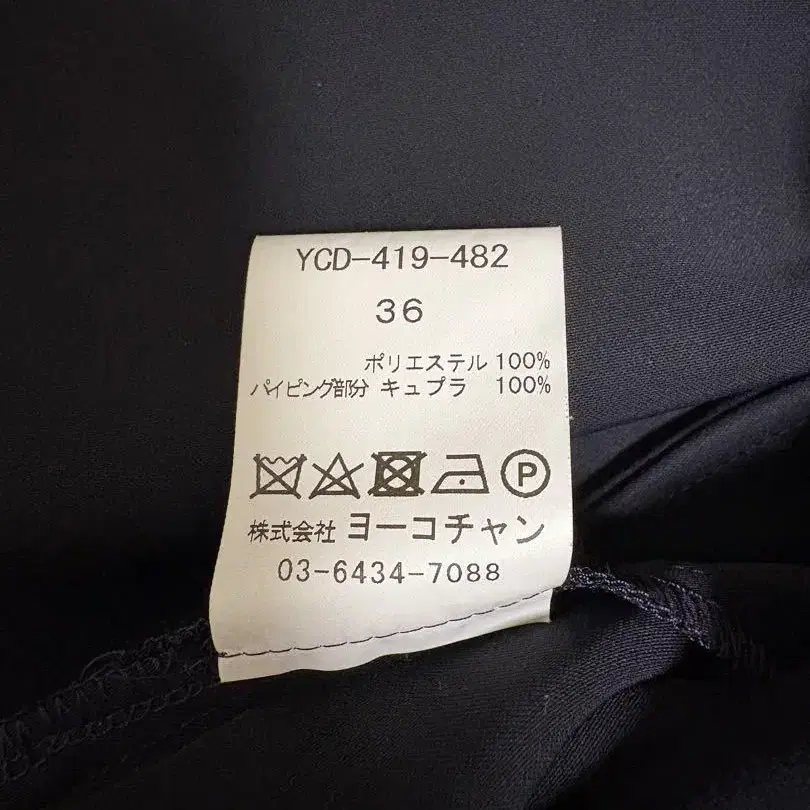 YCD-419-482
36
ポリエステル 100%
パイピング部分 キュプラ 100%
P
株式会社 ヨーコチャン
03-6434-7088